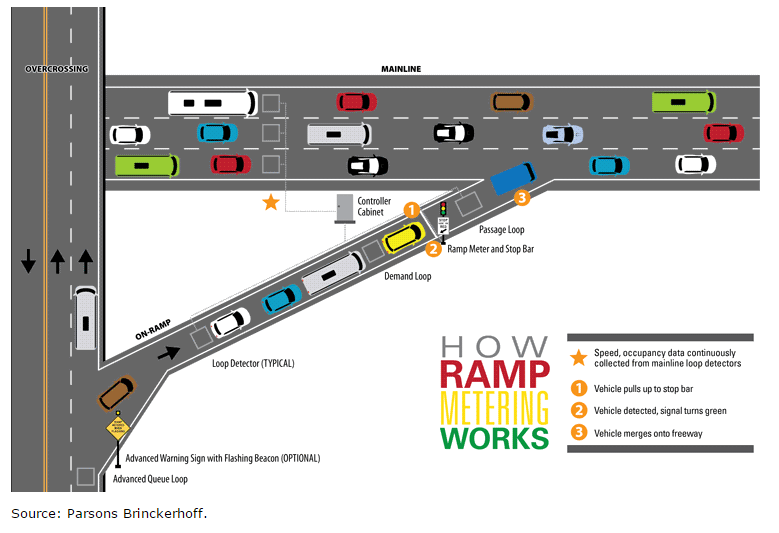 OVERCROSSING
MAINLINE
Controller
Cabinet
1
3
Passage Loop
2
Ramp Meter and Stop Bar
Demand Loop
ON-RAMP
Loop Detector (TYPICAL)
HOW
RAMP
METERING
WORKS
Speed, occupancy data continuously
collected from mainline loop detectors
1 Vehicle pulls up to stop bar
2 Vehicle detected, signal turns green
3 Vehicle merges onto freeway
Advanced Warning Sign with Flashing Beacon (OPTIONAL)
Advanced Queue Loop
Source: Parsons Brinckerhoff.